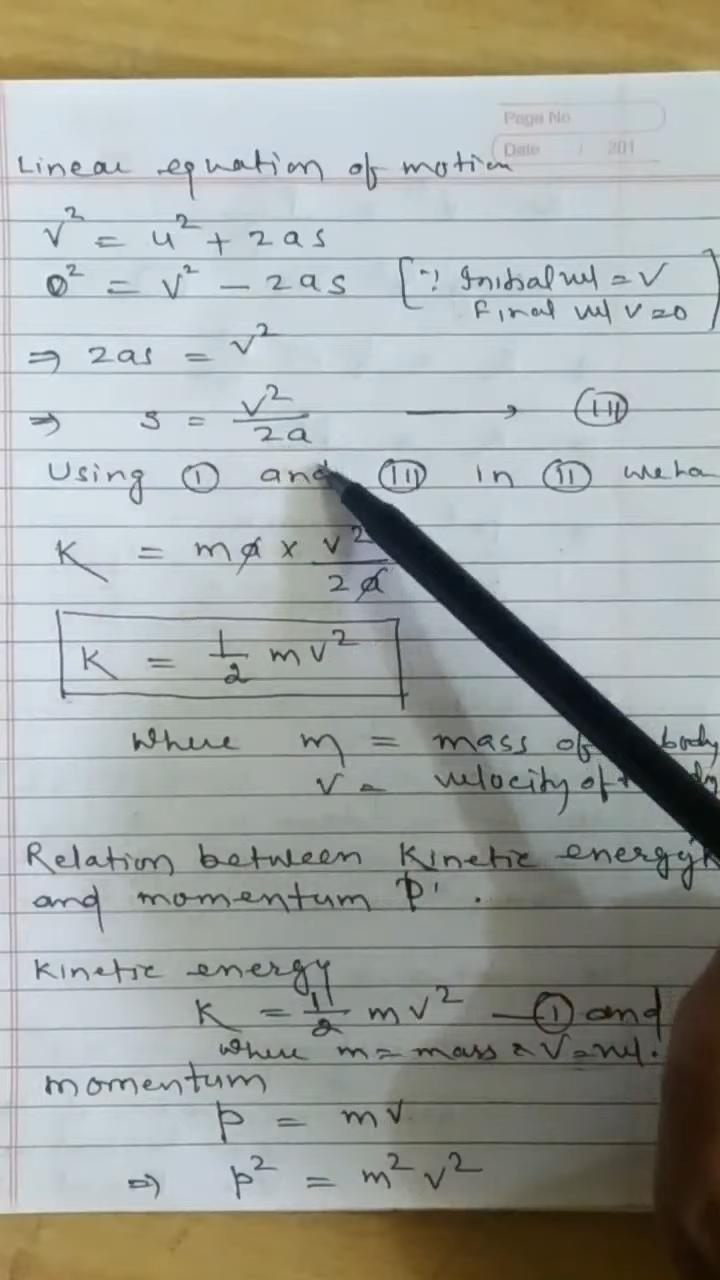 Page No
Date / 201
Linear equation of motion
v² = u² + 2as
0² = v² - 2as [∵ Initial vel = v
Final vel v=0]
⇒ 2as = v²
⇒ s = v²/2a ⟶ (III)
Using (I) and (III) in (II) we ha
K = ma × v²/2a
K = 1/2 mv²
Where m = mass of body
v = velocity of
Relation between Kinetic energy K
and momentum 'p'.
Kinetic energy
K = 1/2 mv² — (I) and
where m = mass & v = vel.
momentum
p = mv
⇒ p² = m²v²